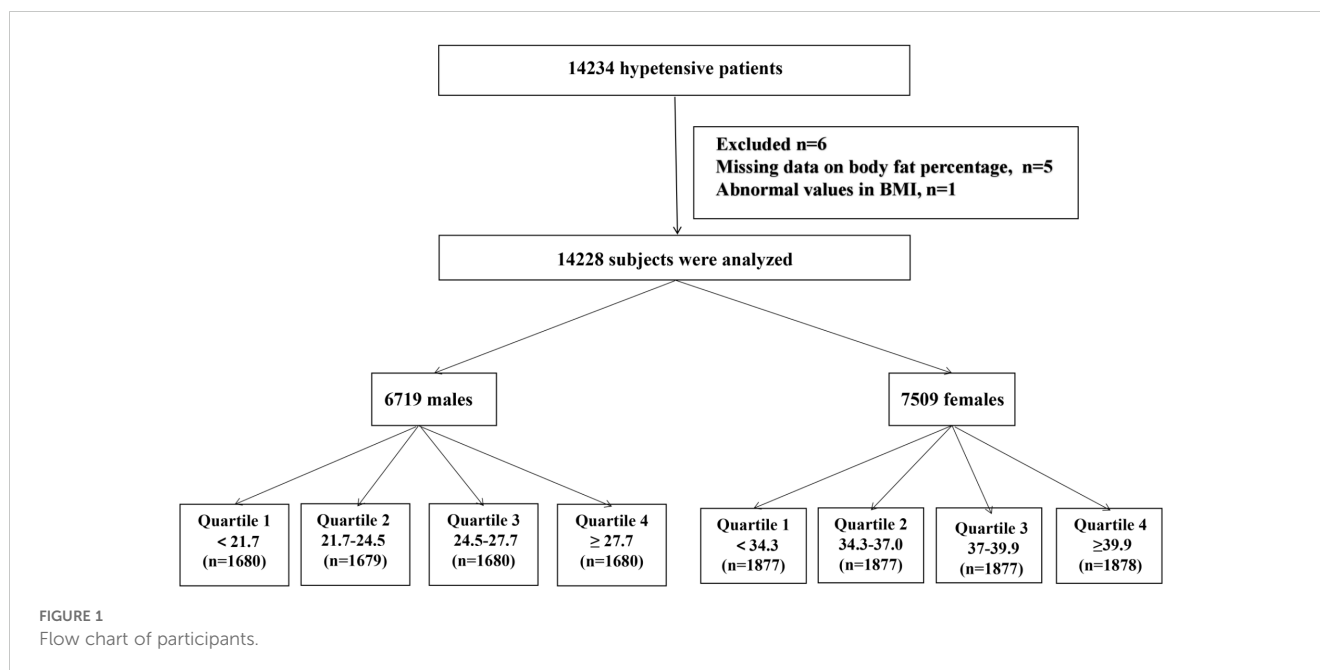 14234 hypetensive patients
Excluded n=6
Missing data on body fat percentage, n=5
Abnormal values in BMI, n=1
14228 subjects were analyzed
6719 males
7509 females
Quartile 1
< 21.7
(n=1680)
Quartile 2
21.7-24.5
(n=1679)
Quartile 3
24.5-27.7
(n=1680)
Quartile 4
≥ 27.7
(n=1680)
Quartile 1
< 34.3
(n=1877)
Quartile 2
34.3-37.0
(n=1877)
Quartile 3
37-39.9
(n=1877)
Quartile 4
≥39.9
(n=1878)
FIGURE 1
Flow chart of participants.